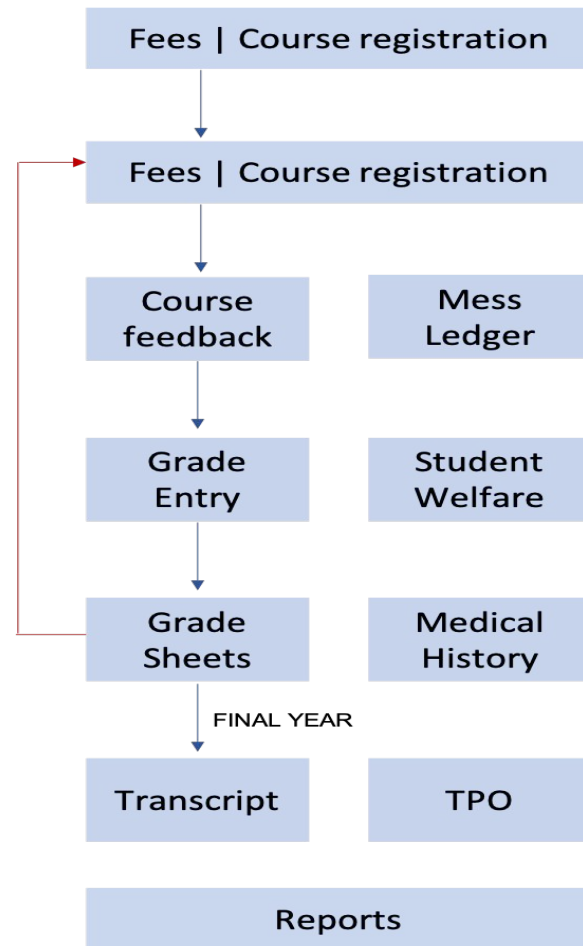 Fees | Course registration
Fees | Course registration
Course
feedback
Mess
Ledger
Grade
Entry
Student
Welfare
Grade
Sheets
Medical
History
FINAL YEAR
Transcript
TPO
Reports